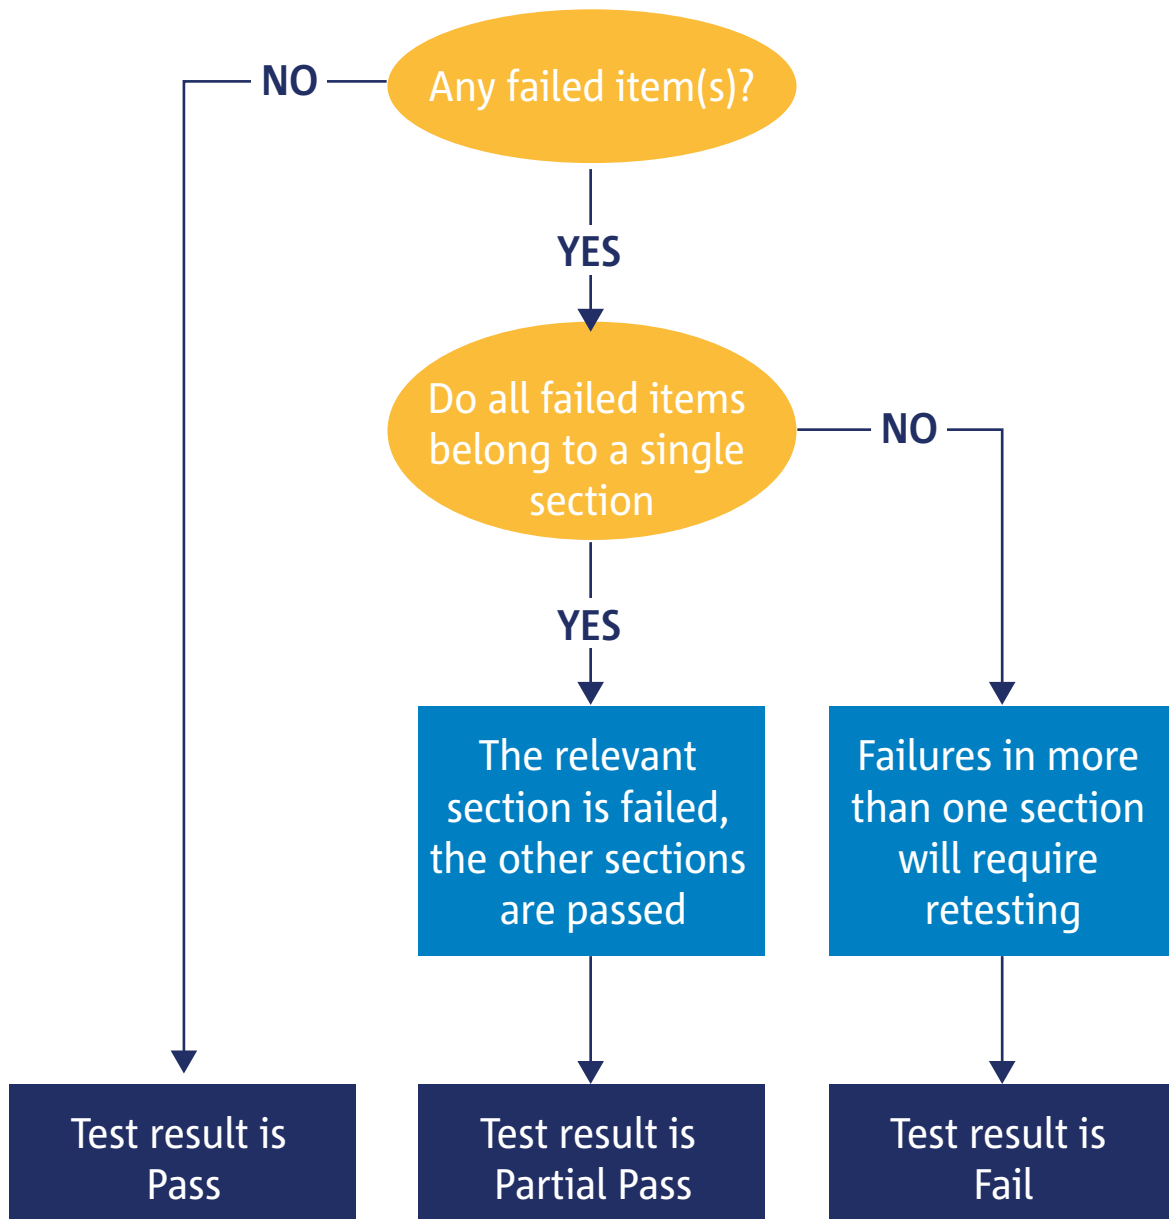 Any failed item(s)?
NO
YES
Do all failed items
belong to a single
section
NO
YES
The relevant
section is failed,
the other sections
are passed
Failures in more
than one section
will require
retesting
Test result is
Pass
Test result is
Partial Pass
Test result is
Fail